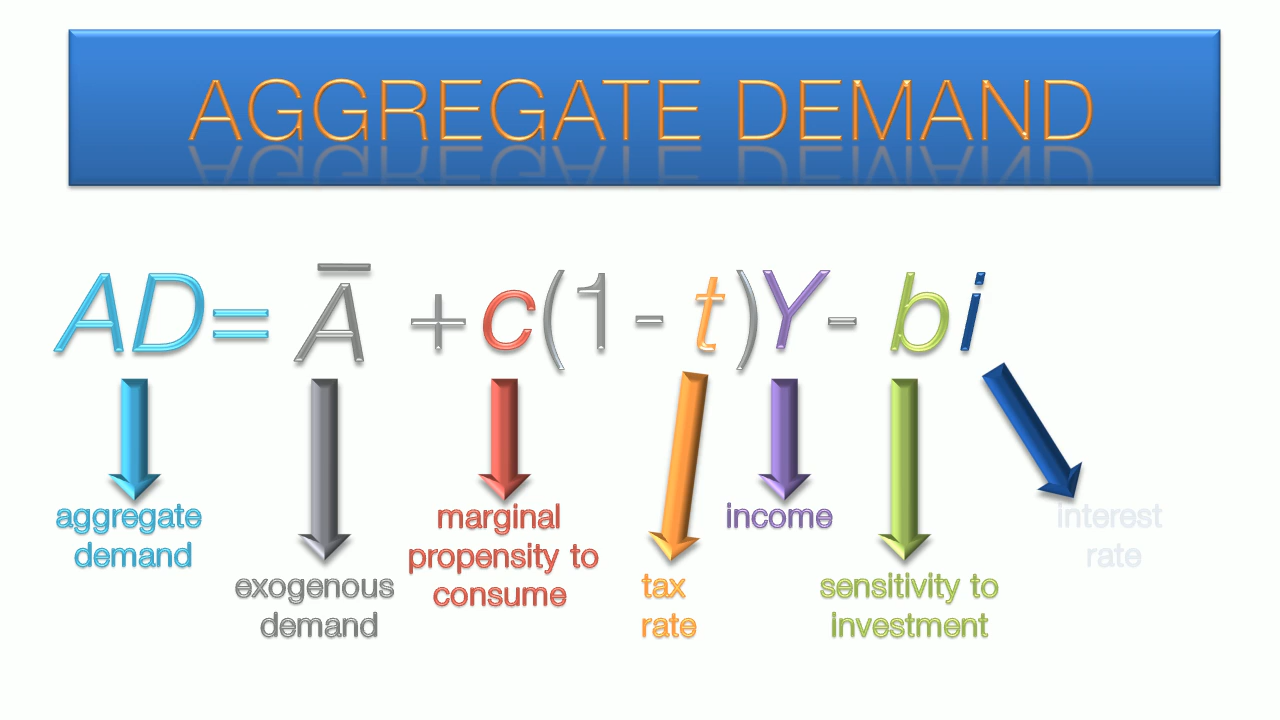 AGGREGATE DEMAND
AD= A̅ +c(1- t)Y- bi
aggregate
demand
exogenous
demand
marginal
propensity to
consume
tax
rate
income
sensitivity to
investment
interest
rate